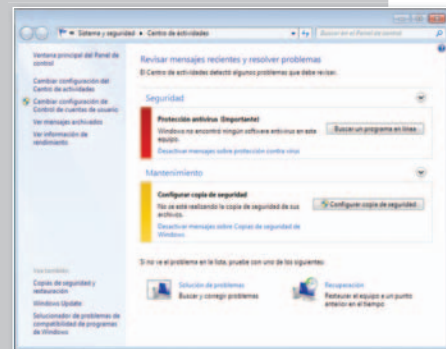 Sistema y seguridad ▸ Centro de actividades
Buscar en el Panel de control
Ventana principal del Panel de
control
Cambiar configuración del
Centro de actividades
Cambiar configuración de
Control de cuentas de usuario
Ver mensajes archivados
Ver información de
rendimiento
Revisar mensajes recientes y resolver problemas
El Centro de actividades detectó algunos problemas que debe revisar.
Seguridad
Protección antivirus (Importante)
Windows no encontró ningún software antivirus en este
equipo.
Buscar un programa en línea
Desactivar mensajes sobre protección contra virus
Mantenimiento
Configurar copia de seguridad
No se está realizando la copia de seguridad de sus
archivos.
Configurar copia de seguridad
Desactivar mensajes sobre Copias de seguridad de
Windows
Si no ve el problema en la lista, pruebe con uno de los siguientes:
Solución de problemas
Buscar y corregir problemas
Recuperación
Restaurar el equipo a un punto
anterior en el tiempo
Vea también
Copias de seguridad y
restauración
Windows Update
Solucionador de problemas de
compatibilidad de programas
de Windows